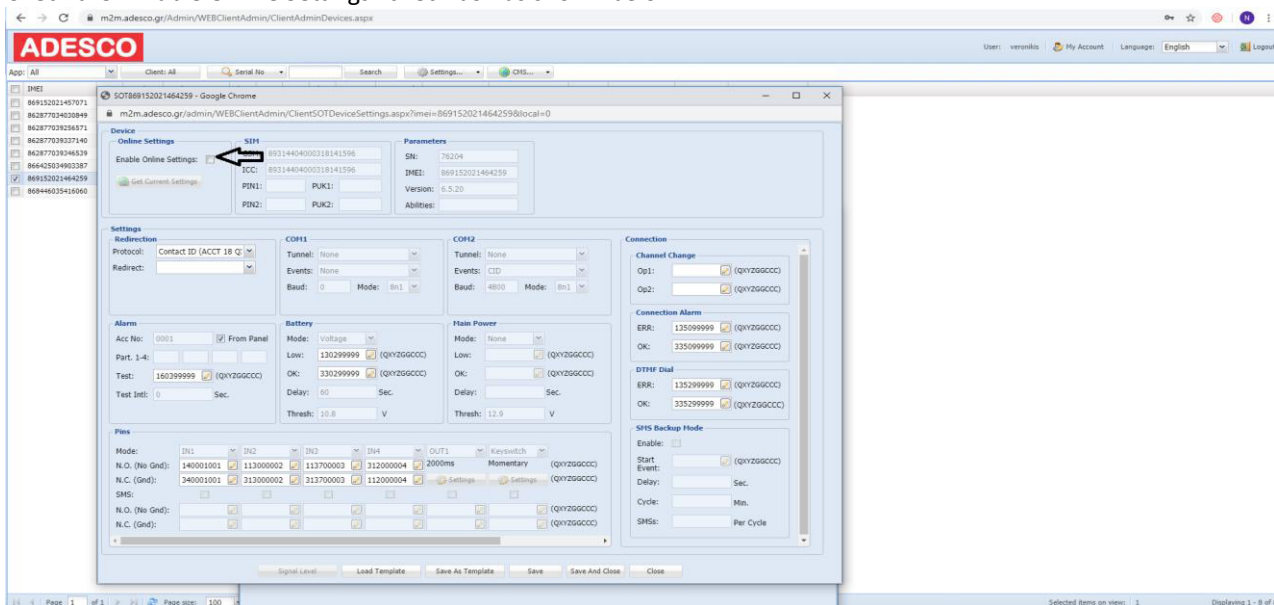 m2m.adesco.gr/Admin/WEBClientAdmin/ClientAdminDevices.aspx
N
ADESCO
User: veronikis My Account Language: English Logout
App: All Client: All Serial No Search Settings... CMS...
IMEI
869152021457071
862877034030849
862877039256571
862877039337140
862877039346539
866425034903387
869152021464259
868446035416060
SOT869152021464259 - Google Chrome
m2m.adesco.gr/admin/WEBClientAdmin/ClientSOTDeviceSettings.aspx?imei=869152021464259&local=0
Device
Online Settings SIM Parameters
Enable Online Settings: 89314404000318141596 SN: 76204
ICC: 89314404000318141596 IMEI: 869152021464259
Get Current Settings PIN1: PUK1: Version: 6.5.20
PIN2: PUK2: Abilities:
Settings
Redirection COM1 COM2 Connection
Protocol: Contact ID (ACCT 18 Q Tunnel: None Tunnel: None Channel Change
Redirect: Events: None Events: CID Op1: (QXYZGGCCC)
Baud: 0 Mode: 8n1 Baud: 4800 Mode: 8n1 Op2: (QXYZGGCCC)
Connection Alarm
Alarm Battery Main Power ERR: 135099999 (QXYZGGCCC)
Acc No: 0001 From Panel Mode: Voltage Mode: None OK: 335099999 (QXYZGGCCC)
Part. 1-4: Low: 130299999 (QXYZGGCCC) Low: (QXYZGGCCC)
DTMF Dial
Test: 160399999 (QXYZGGCCC) OK: 330299999 (QXYZGGCCC) OK: (QXYZGGCCC) ERR: 135299999 (QXYZGGCCC)
Test Intl: 0 Sec. Delay: 60 Sec. Delay: Sec. OK: 335299999 (QXYZGGCCC)
Thresh: 10.8 V Thresh: 12.9 V
Pins SMS Backup Mode
Mode: IN1 IN2 IN3 IN4 OUT1 Keyswitch Enable:
N.O. (No Gnd): 140001001 113000002 113700003 312000004 2000ms Momentary (QXYZGGCCC) Start Event: (QXYZGGCCC)
N.C. (Gnd): 340001001 313000002 313700003 112000004 Settings Settings (QXYZGGCCC) Delay: Sec.
SMS: Cycle: Min.
N.O. (No Gnd): (QXYZGGCCC)
N.C. (Gnd): (QXYZGGCCC) SMSs: Per Cycle
Signal Level Load Template Save As Template Save Save And Close Close
Page 1 of 1 Page size: 100 Selected items on view: 1 Displaying 1 - 8 of